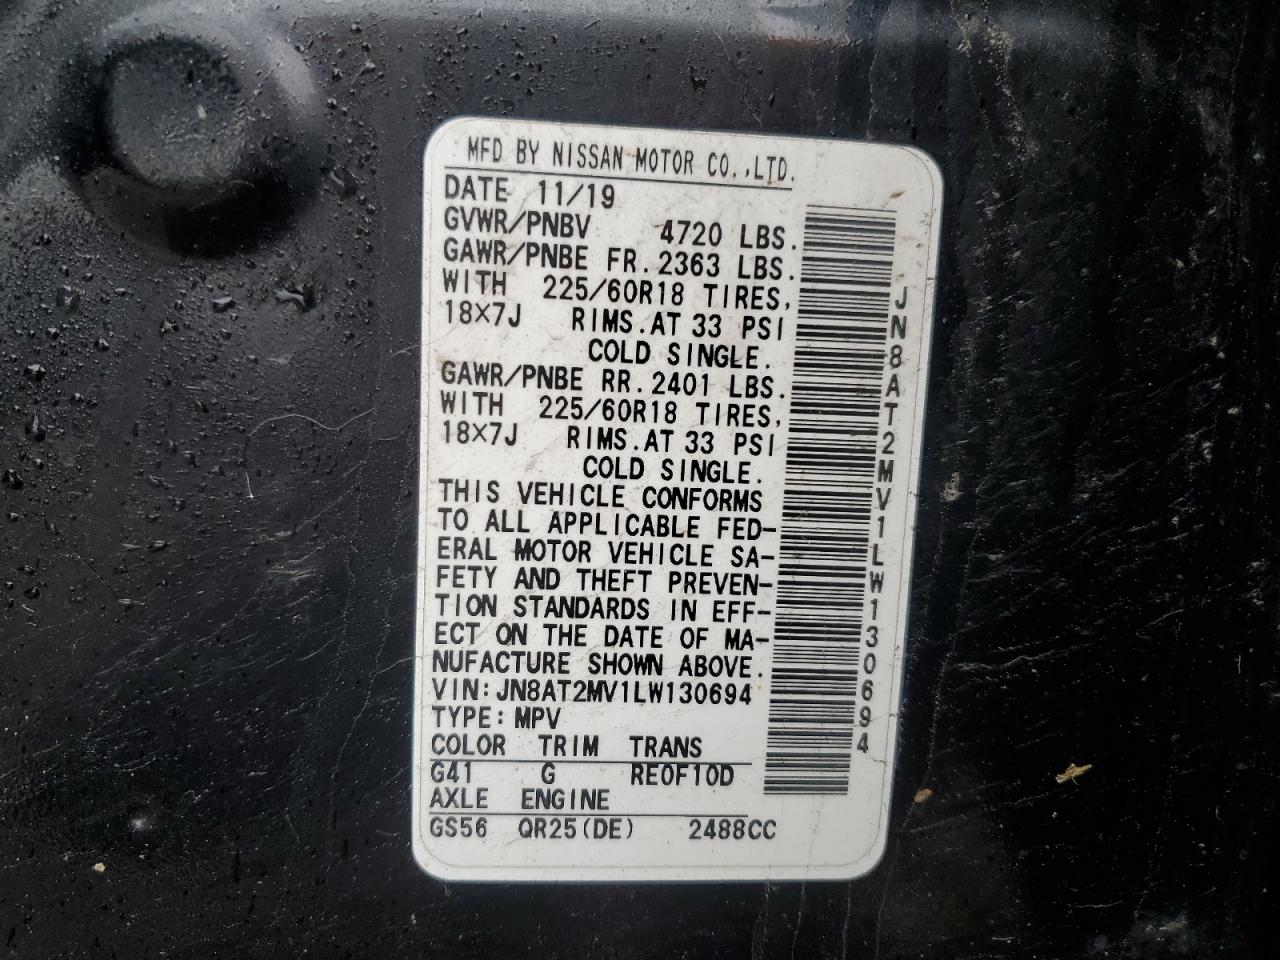 MFD BY NISSAN MOTOR CO.,LTD.
DATE 11/19
GVWR/PNBV 4720 LBS.
GAWR/PNBE FR.2363 LBS.
WITH 225/60R18 TIRES,
18X7J RIMS.AT 33 PSI
COLD SINGLE.
GAWR/PNBE RR.2401 LBS.
WITH 225/60R18 TIRES,
18X7J RIMS.AT 33 PSI
COLD SINGLE.
THIS VEHICLE CONFORMS
TO ALL APPLICABLE FED-
ERAL MOTOR VEHICLE SA-
FETY AND THEFT PREVEN-
TION STANDARDS IN EFF-
ECT ON THE DATE OF MA-
NUFACTURE SHOWN ABOVE.
VIN:JN8AT2MV1LW130694
TYPE:MPV
COLOR TRIM TRANS
G41 G RE0F10D
AXLE ENGINE
GS56 QR25(DE) 2488CC
JN8AT2MV1LW130694